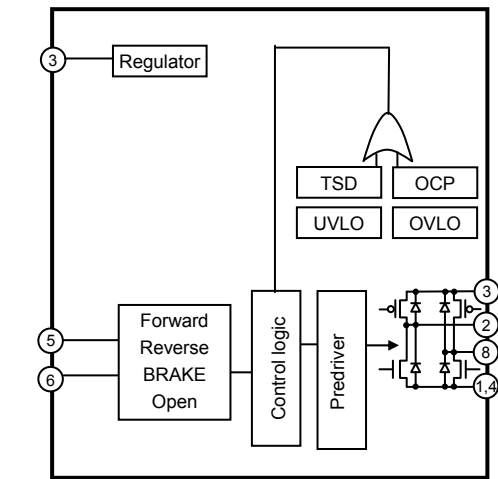 3
Regulator
TSD
OCP
UVLO
OVLO
3
2
8
1,4
5
6
Forward
Reverse
BRAKE
Open
Control logic
Predriver